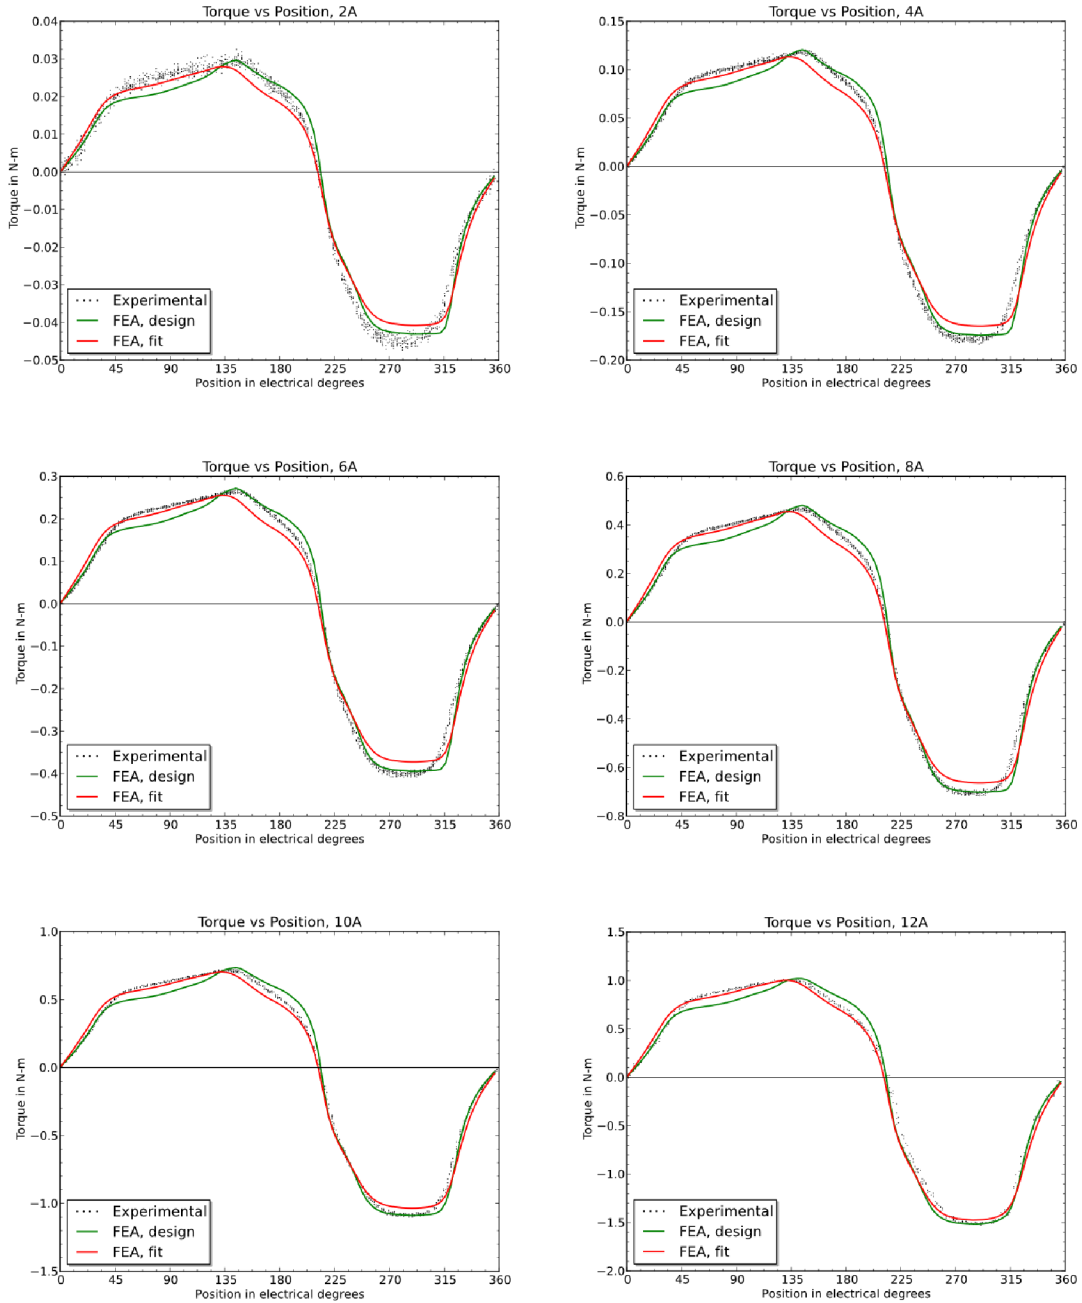 Torque vs Position, 2A
0.04
0.03
0.02
0.01
0.00
−0.01
−0.02
−0.03
−0.04
−0.05
Torque in N-m
Experimental
FEA, design
FEA, fit
0 45 90 135 180 225 270 315 360
Position in electrical degrees
Torque vs Position, 4A
0.15
0.10
0.05
0.00
−0.05
−0.10
−0.15
−0.20
Torque in N-m
Experimental
FEA, design
FEA, fit
0 45 90 135 180 225 270 315 360
Position in electrical degrees
Torque vs Position, 6A
0.3
0.2
0.1
0.0
−0.1
−0.2
−0.3
−0.4
−0.5
Torque in N-m
Experimental
FEA, design
FEA, fit
0 45 90 135 180 225 270 315 360
Position in electrical degrees
Torque vs Position, 8A
0.6
0.4
0.2
0.0
−0.2
−0.4
−0.6
−0.8
Torque in N-m
Experimental
FEA, design
FEA, fit
0 45 90 135 180 225 270 315 360
Position in electrical degrees
Torque vs Position, 10A
1.0
0.5
0.0
−0.5
−1.0
−1.5
Torque in N-m
Experimental
FEA, design
FEA, fit
0 45 90 135 180 225 270 315 360
Position in electrical degrees
Torque vs Position, 12A
1.5
1.0
0.5
0.0
−0.5
−1.0
−1.5
−2.0
Torque in N-m
Experimental
FEA, design
FEA, fit
0 45 90 135 180 225 270 315 360
Position in electrical degrees